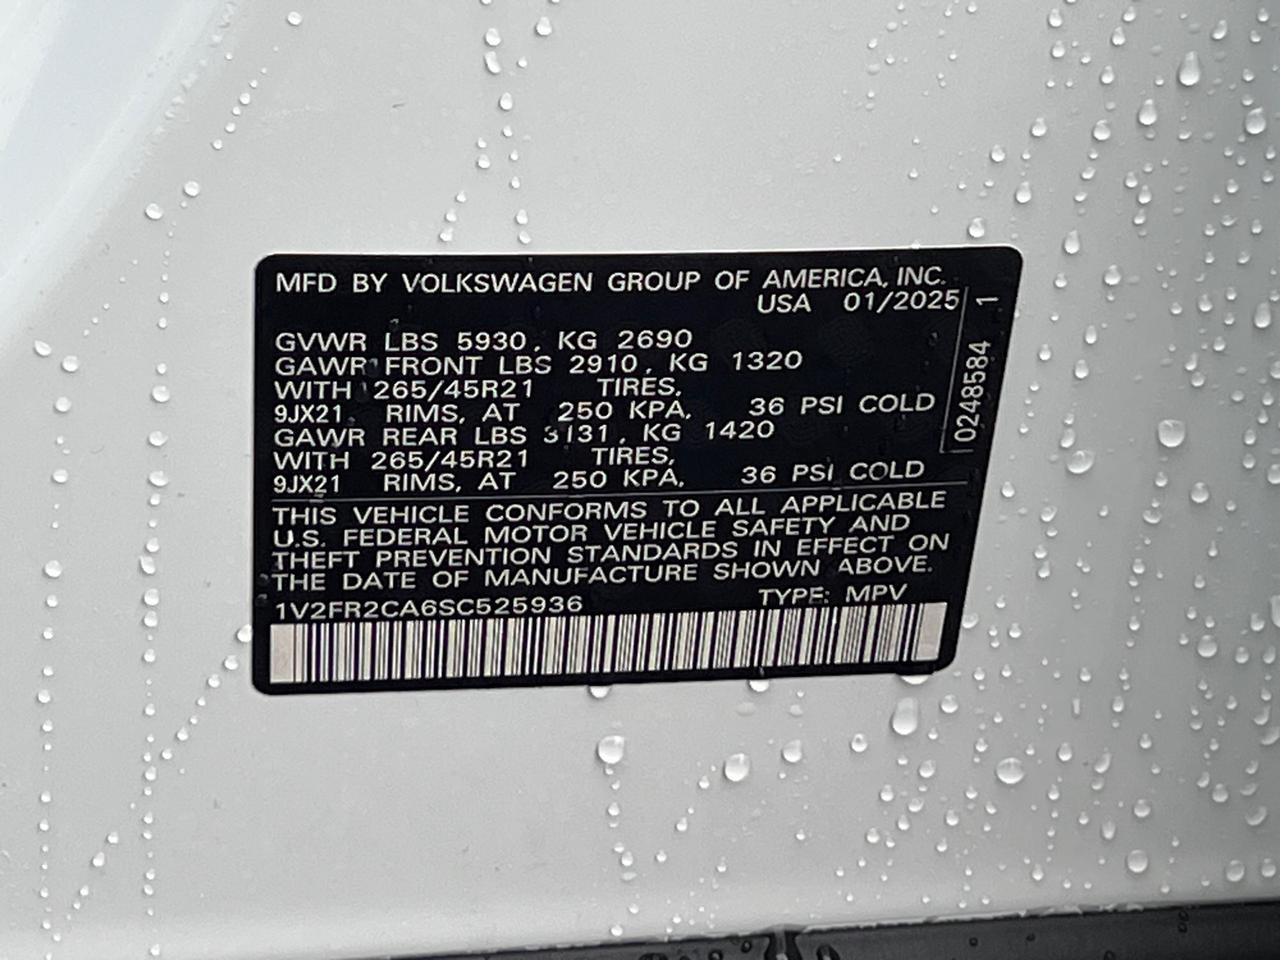 MFD BY VOLKSWAGEN GROUP OF AMERICA, INC.
USA 01/2025
GVWR LBS 5930, KG 2690
GAWR FRONT LBS 2910, KG 1320
WITH 265/45R21 TIRES,
9JX21 RIMS, AT 250 KPA, 36 PSI COLD
GAWR REAR LBS 3131, KG 1420
WITH 265/45R21 TIRES,
9JX21 RIMS, AT 250 KPA, 36 PSI COLD
THIS VEHICLE CONFORMS TO ALL APPLICABLE
U.S. FEDERAL MOTOR VEHICLE SAFETY AND
THEFT PREVENTION STANDARDS IN EFFECT ON
THE DATE OF MANUFACTURE SHOWN ABOVE.
1V2FR2CA6SC525936 TYPE: MPV
0248584 1